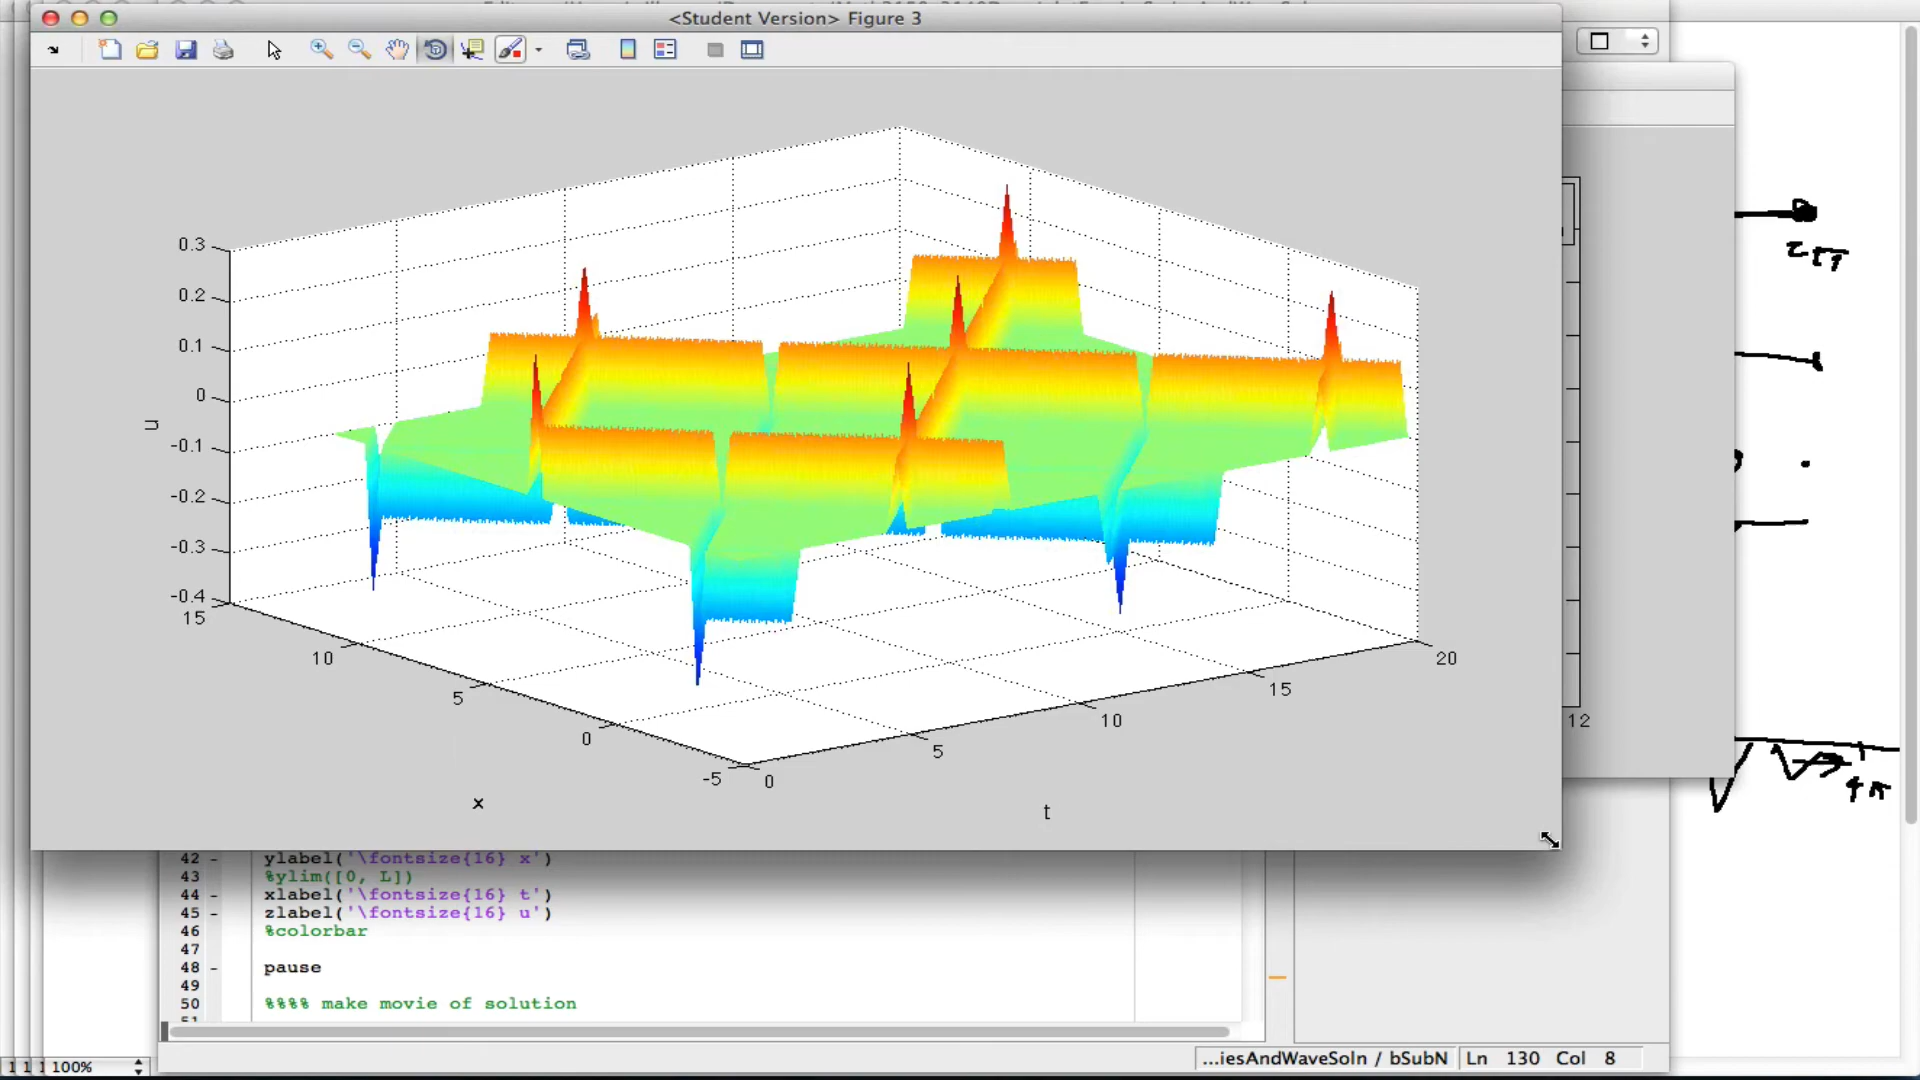 <Student Version> Figure 3
0.3
0.2
0.1
0
-0.1
-0.2
-0.3
-0.4
u
15
10
5
0
-5
x
0
5
10
15
20
t
12
2π
4π
42 - ylabel('\fontsize{16} x')
43 %ylim([0, L])
44 - xlabel('\fontsize{16} t')
45 - zlabel('\fontsize{16} u')
46 %colorbar
47
48 - pause
49
50 %%%% make movie of solution
51
100%
...iesAndWaveSoln / bSubN
Ln 130 Col 8